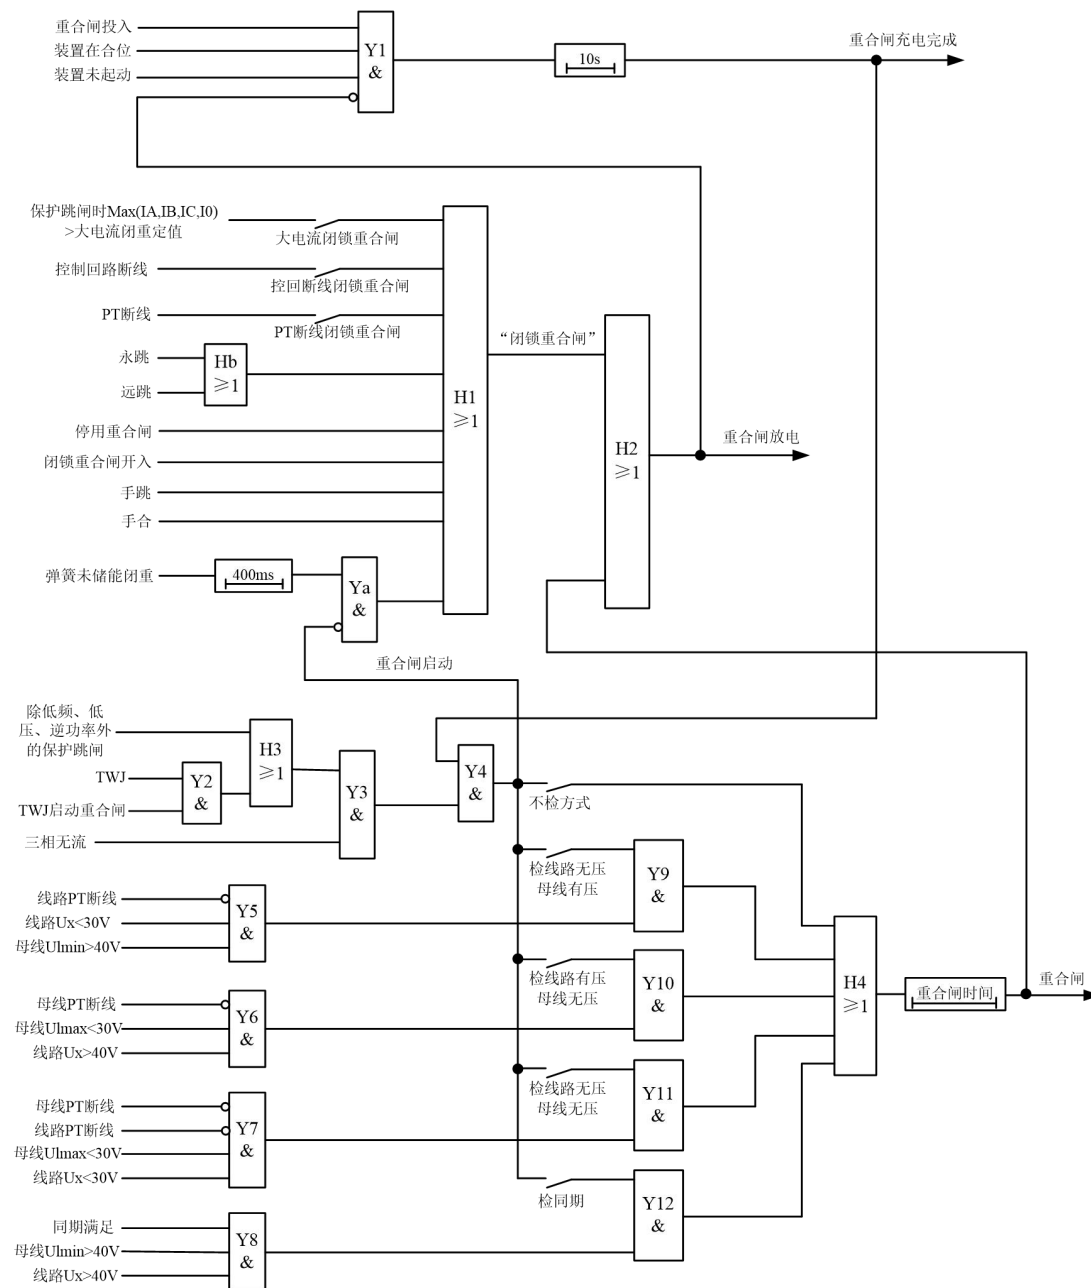 重合闸投入
装置在合位
装置未起动
Y1
&
10s
重合闸充电完成
保护跳闸时Max(IA,IB,IC,I0)
>大电流闭重定值
大电流闭锁重合闸
控制回路断线
控回断线闭锁重合闸
PT断线
PT断线闭锁重合闸
永跳
远跳
Hb
≥1
停用重合闸
闭锁重合闸开入
手跳
手合
弹簧未储能闭重
400ms
Ya
&
H1
≥1
“闭锁重合闸”
H2
≥1
重合闸放电
重合闸启动
除低频、低
压、逆功率外
的保护跳闸
TWJ
TWJ启动重合闸
Y2
&
H3
≥1
三相无流
Y3
&
Y4
&
不检方式
线路PT断线
线路Ux<30V
母线Ulmin>40V
Y5
&
检线路无压
母线有压
Y9
&
母线PT断线
母线Ulmax<30V
线路Ux>40V
Y6
&
检线路有压
母线无压
Y10
&
H4
≥1
重合闸时间
重合闸
母线PT断线
线路PT断线
母线Ulmax<30V
线路Ux<30V
Y7
&
检线路无压
母线无压
Y11
&
同期满足
母线Ulmin>40V
线路Ux>40V
Y8
&
检同期
Y12
&